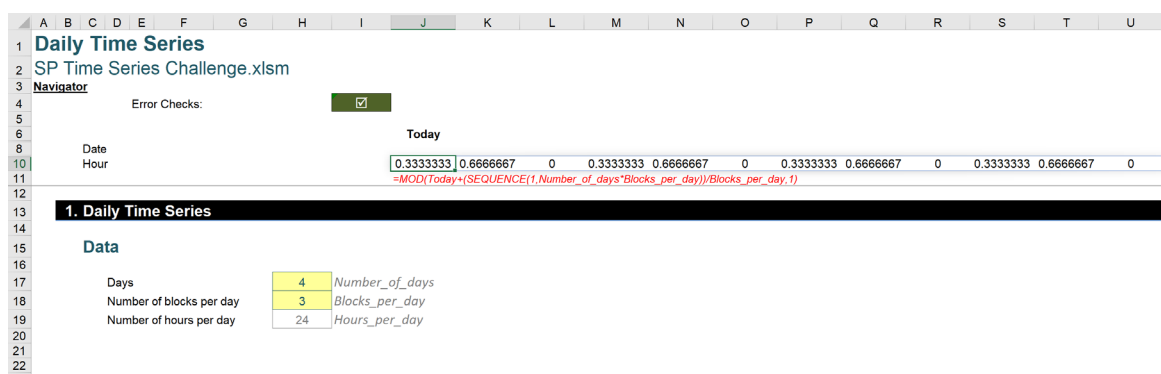 A B C D E F G H I J K L M N O P Q R S T U
1 Daily Time Series
2 SP Time Series Challenge.xlsm
3 Navigator
4 Error Checks: ☑
5
6 Today
8 Date
10 Hour 0.3333333 0.6666667 0 0.3333333 0.6666667 0 0.3333333 0.6666667 0 0.3333333 0.6666667 0
11 =MOD(Today+(SEQUENCE(1,Number_of_days*Blocks_per_day))/Blocks_per_day,1)
12
13 1. Daily Time Series
14
15 Data
16
17 Days 4 Number_of_days
18 Number of blocks per day 3 Blocks_per_day
19 Number of hours per day 24 Hours_per_day
20
21
22